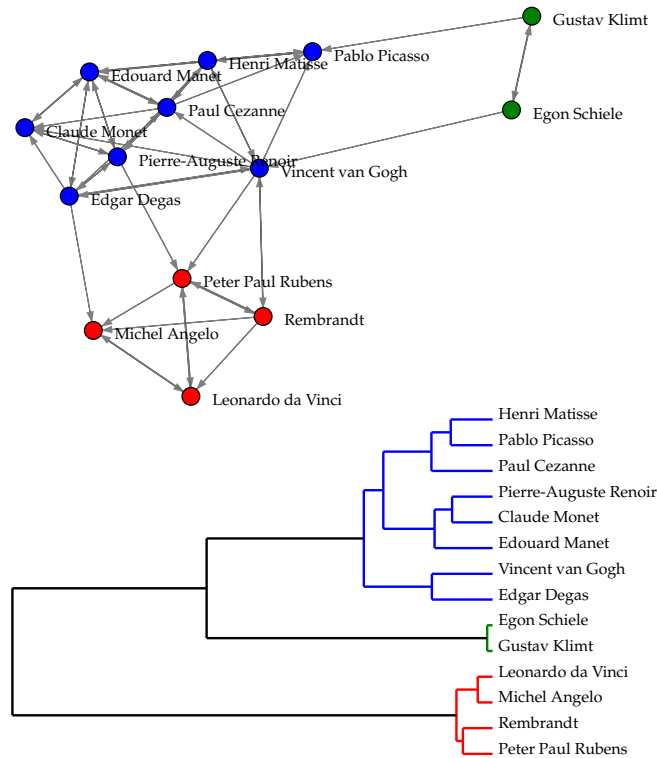 Gustav Klimt
Pablo Picasso
Henri Matisse
Edouard Manet
Paul Cezanne
Egon Schiele
Claude Monet
Pierre-Auguste Renoir
Vincent van Gogh
Edgar Degas
Peter Paul Rubens
Rembrandt
Michel Angelo
Leonardo da Vinci
Henri Matisse
Pablo Picasso
Paul Cezanne
Pierre-Auguste Renoir
Claude Monet
Edouard Manet
Vincent van Gogh
Edgar Degas
Egon Schiele
Gustav Klimt
Leonardo da Vinci
Michel Angelo
Rembrandt
Peter Paul Rubens